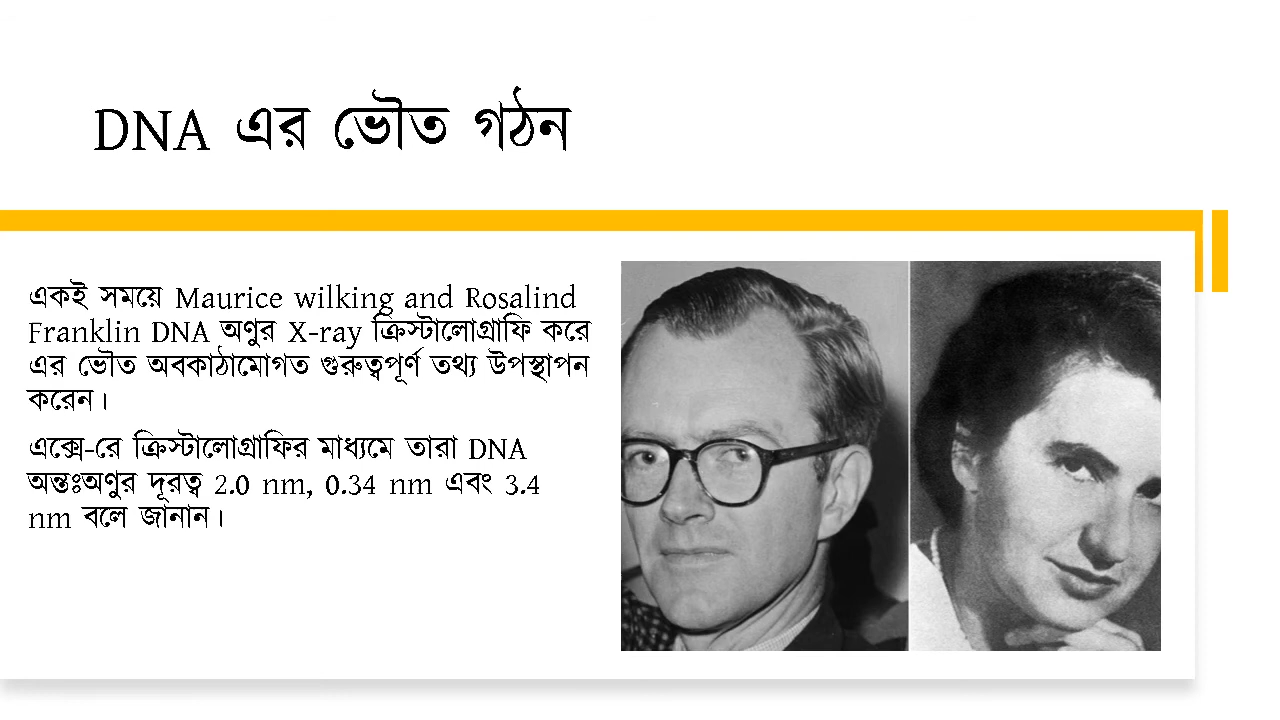 DNA এর ভৌত গঠন
একই সময়ে Maurice wilking and Rosalind
Franklin DNA অণুর X-ray ক্রিস্টালোগ্রাফি করে
এর ভৌত অবকাঠামোগত গুরুত্বপূর্ণ তথ্য উপস্থাপন
করেন।
এক্সে-রে ক্রিস্টালোগ্রাফির মাধ্যমে তারা DNA
অন্তঃঅণুর দূরত্ব 2.0 nm, 0.34 nm এবং 3.4
nm বলে জানান।